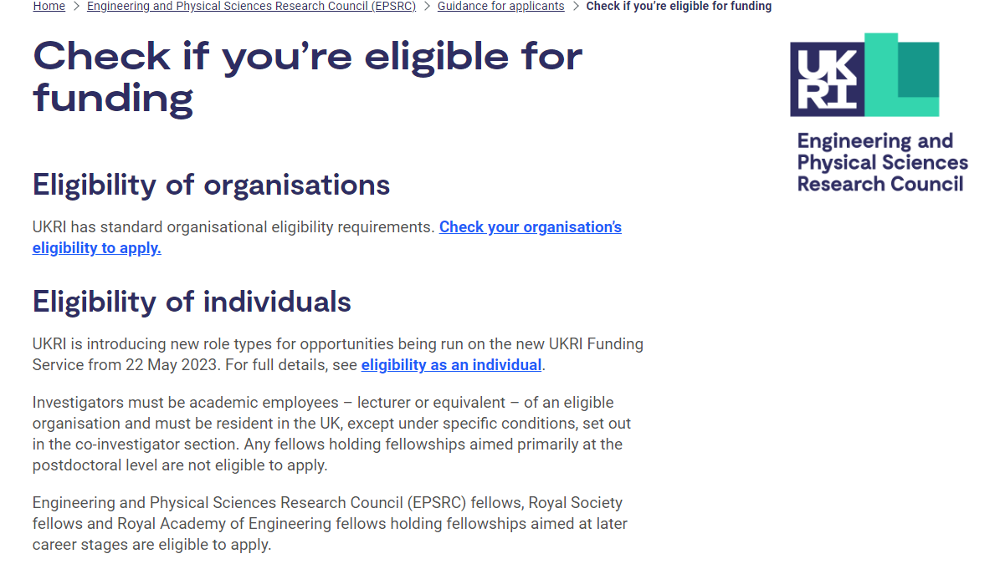 Home > Engineering and Physical Sciences Research Council (EPSRC) > Guidance for applicants > Check if you’re eligible for funding
Check if you’re eligible for
funding
UK
RI
Engineering and
Physical Sciences
Research Council
Eligibility of organisations
UKRI has standard organisational eligibility requirements. Check your organisation’s
eligibility to apply.
Eligibility of individuals
UKRI is introducing new role types for opportunities being run on the new UKRI Funding
Service from 22 May 2023. For full details, see eligibility as an individual.
Investigators must be academic employees – lecturer or equivalent – of an eligible
organisation and must be resident in the UK, except under specific conditions, set out
in the co-investigator section. Any fellows holding fellowships aimed primarily at the
postdoctoral level are not eligible to apply.
Engineering and Physical Sciences Research Council (EPSRC) fellows, Royal Society
fellows and Royal Academy of Engineering fellows holding fellowships aimed at later
career stages are eligible to apply.